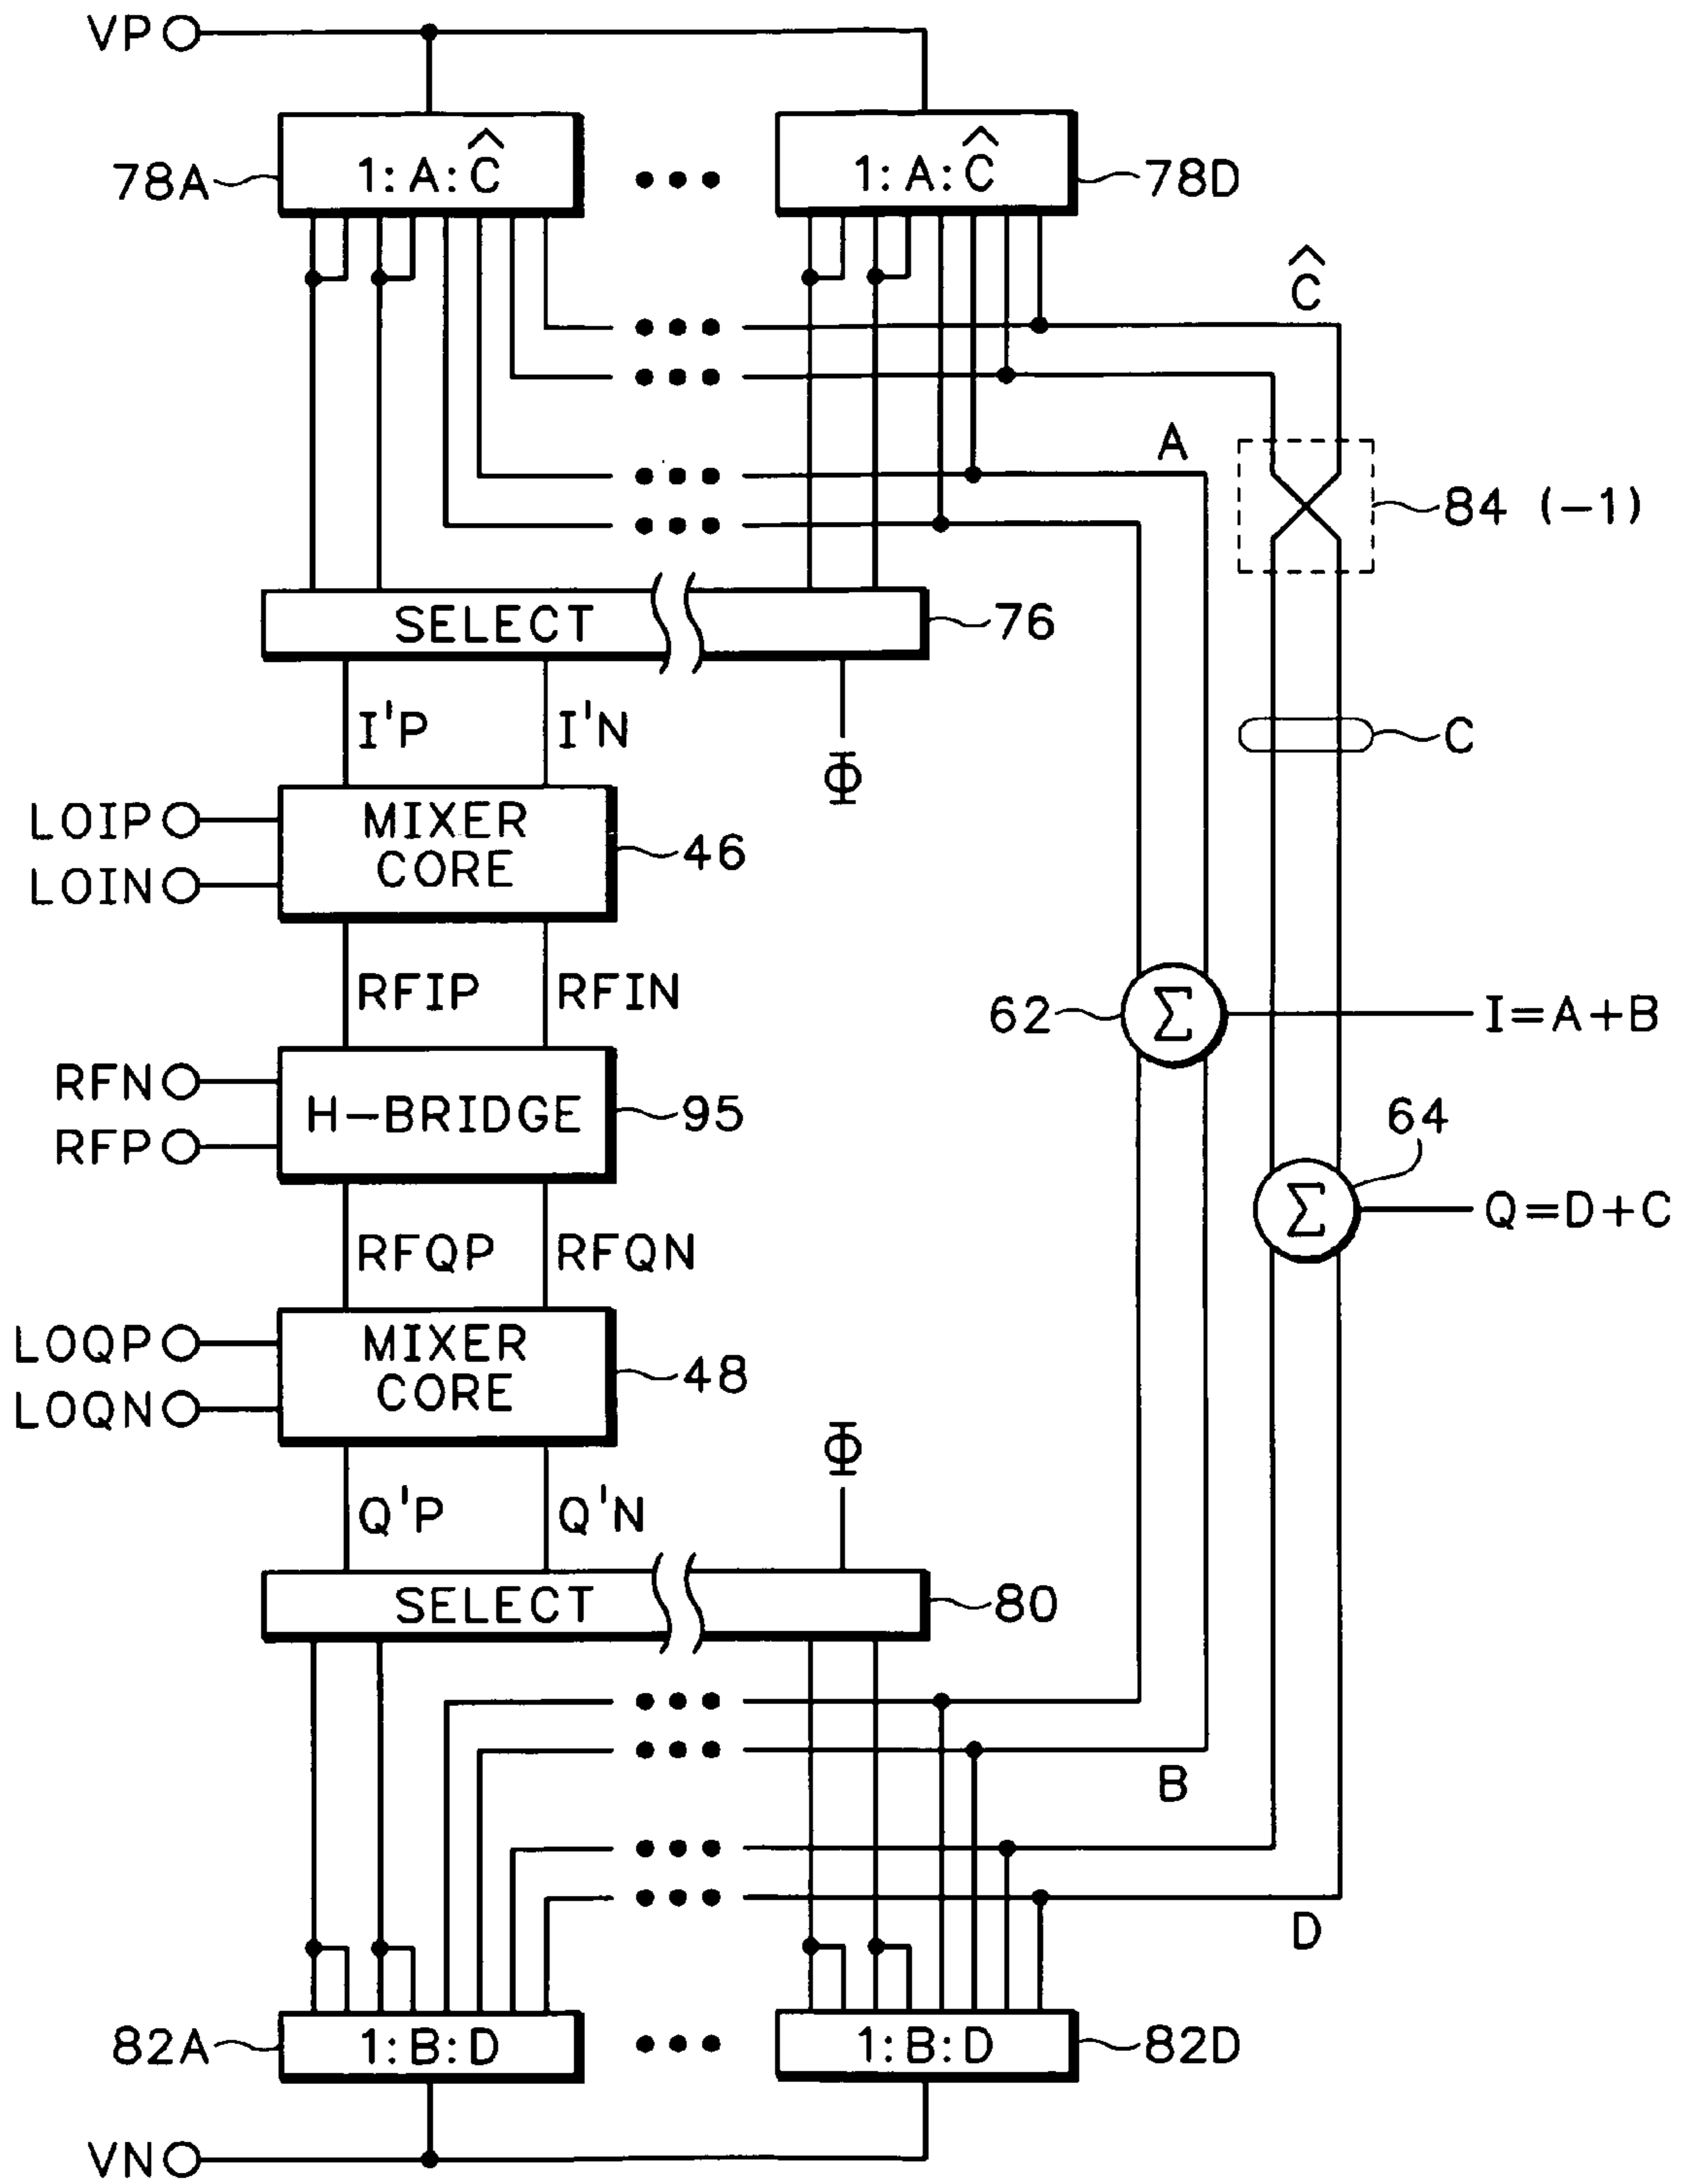 VP
78A
1:A:Ĉ
1:A:Ĉ
78D
Ĉ
A
84 (-1)
SELECT
76
I'P
I'N
Φ
C
LOIP
LOIN
MIXER
CORE
46
RFIP
RFIN
62
Σ
I=A+B
RFN
RFP
H-BRIDGE
95
64
Σ
Q=D+C
RFQP
RFQN
LOQP
LOQN
MIXER
CORE
48
Φ
Q'P
Q'N
SELECT
80
B
D
82A
1:B:D
1:B:D
82D
VN